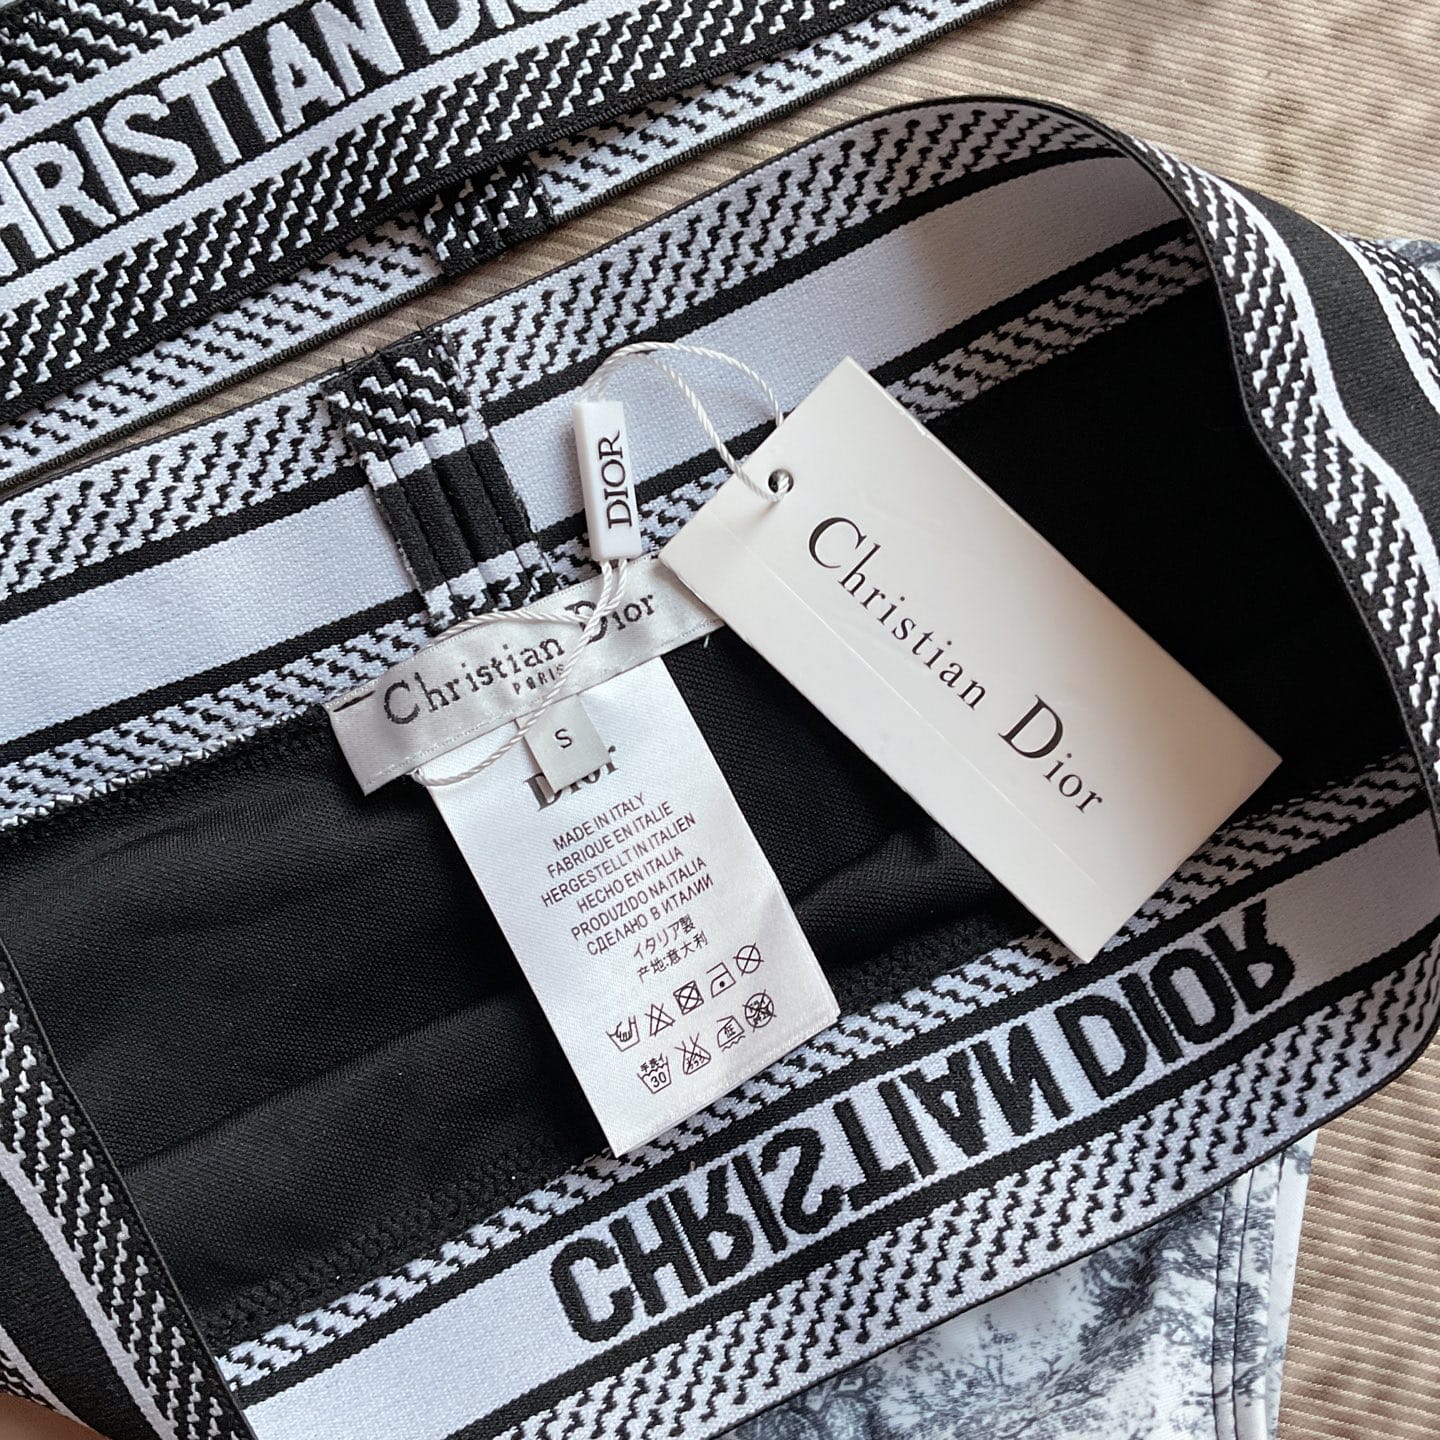 CHRISTIAN DIOR
DIOR
Christian Dior
Christian Dior
PARIS
S
Dior
MADE IN ITALY
FABRIQUE EN ITALIE
HERGESTELLT IN ITALIEN
HECHO EN ITALIA
PRODUZIDO NA ITALIA
СДЕЛАНО В ИТАЛИИ
イタリア製
产地:意大利
30
CHRISTIAN DIOR